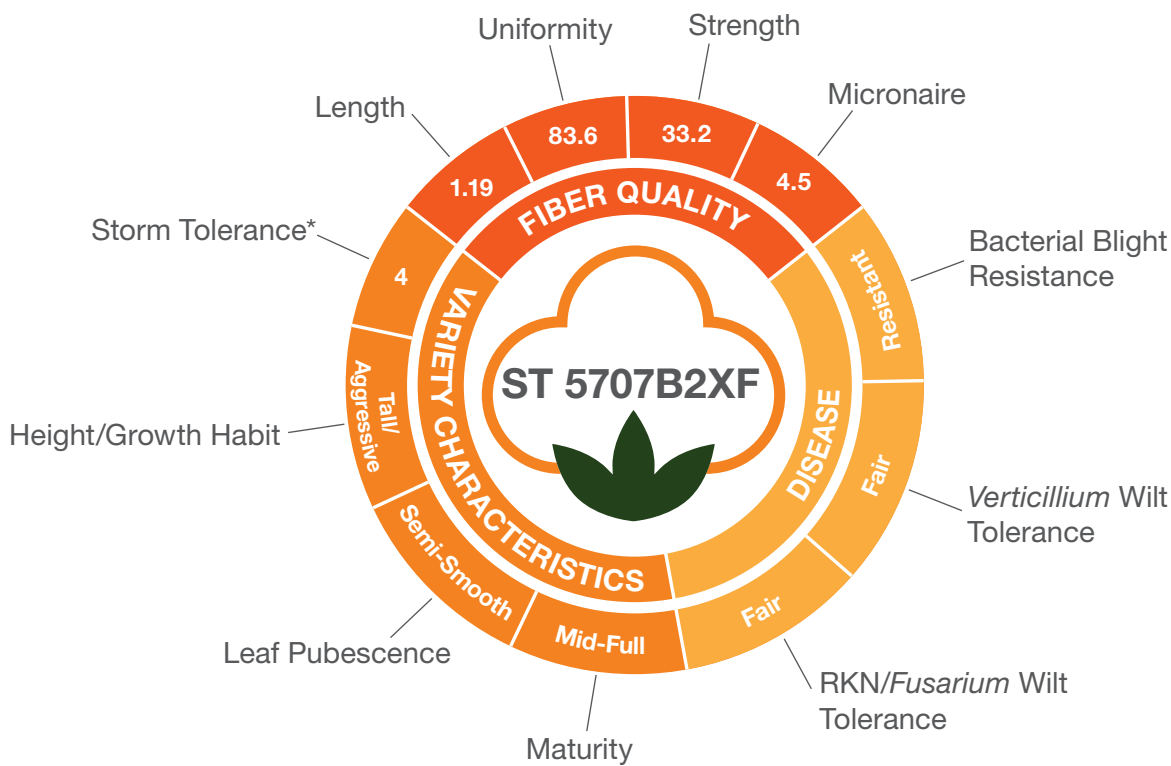 Uniformity
Strength
Length
Micronaire
1.19
83.6
33.2
4.5
FIBER QUALITY
Storm Tolerance*
4
Bacterial Blight
Resistance
Resistant
VARIETY CHARACTERISTICS
ST 5707B2XF
DISEASE
Height/Growth Habit
Tall/
Aggressive
Fair
Verticillium Wilt
Tolerance
Semi-Smooth
Leaf Pubescence
Mid-Full
Maturity
Fair
RKN/Fusarium Wilt
Tolerance